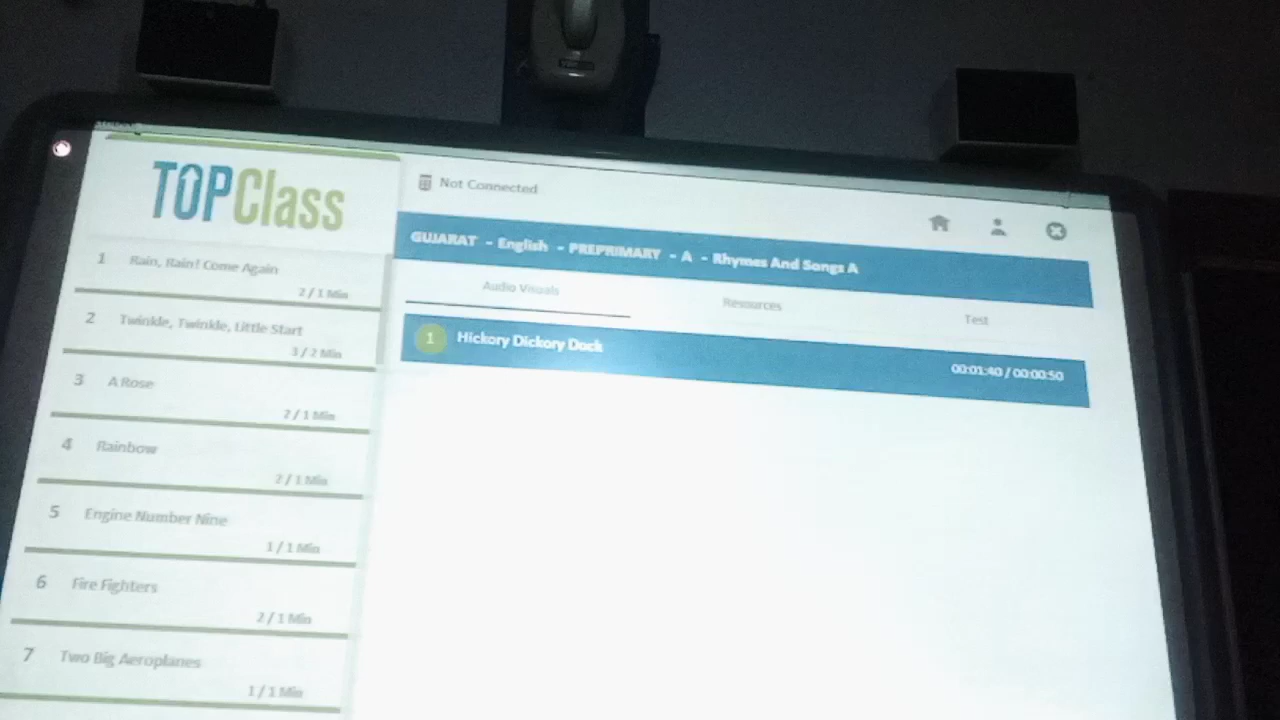 TOPClass
Not Connected
GUJARAT - English - PREPRIMARY - A - Rhymes And Songs A
Audio Visuals
Resources
Test
1 Hickory Dickory Dock
00:01:40 / 00:00:50
1 Rain, Rain! Come Again
2 / 1 Min
2 Twinkle, Twinkle, Little Start
3 / 2 Min
3 A Rose
2 / 1 Min
4 Rainbow
2 / 1 Min
5 Engine Number Nine
1 / 1 Min
6 Fire Fighters
2 / 1 Min
7 Two Big Aeroplanes
1 / 1 Min